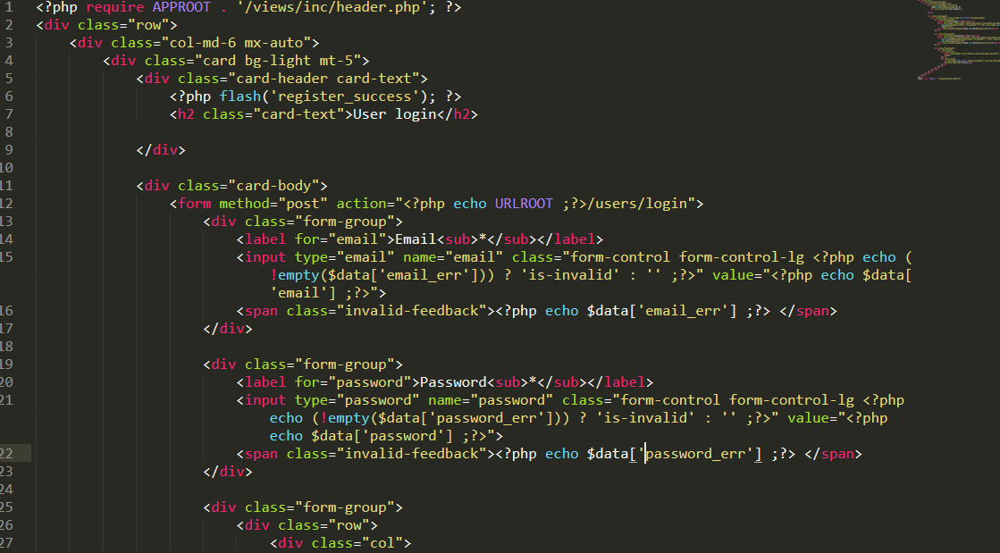 1 <?php require APPROOT . '/views/inc/header.php'; ?>
2 <div class="row">
3 <div class="col-md-6 mx-auto">
4 <div class="card bg-light mt-5">
5 <div class="card-header card-text">
6 <?php flash('register_success'); ?>
7 <h2 class="card-text">User login</h2>
8
9 </div>
10
11 <div class="card-body">
12 <form method="post" action="<?php echo URLROOT ;?>/users/login">
13 <div class="form-group">
14 <label for="email">Email<sub>*</sub></label>
15 <input type="email" name="email" class="form-control form-control-lg <?php echo (
!empty($data['email_err'])) ? 'is-invalid' : '' ;?>" value="<?php echo $data[
'email'] ;?>">
16 <span class="invalid-feedback"><?php echo $data['email_err'] ;?> </span>
17 </div>
18
19 <div class="form-group">
20 <label for="password">Password<sub>*</sub></label>
21 <input type="password" name="password" class="form-control form-control-lg <?php
echo (!empty($data['password_err'])) ? 'is-invalid' : '' ;?>" value="<?php
echo $data['password'] ;?>">
22 <span class="invalid-feedback"><?php echo $data['password_err'] ;?> </span>
23 </div>
24
25 <div class="form-group">
26 <div class="row">
27 <div class="col">